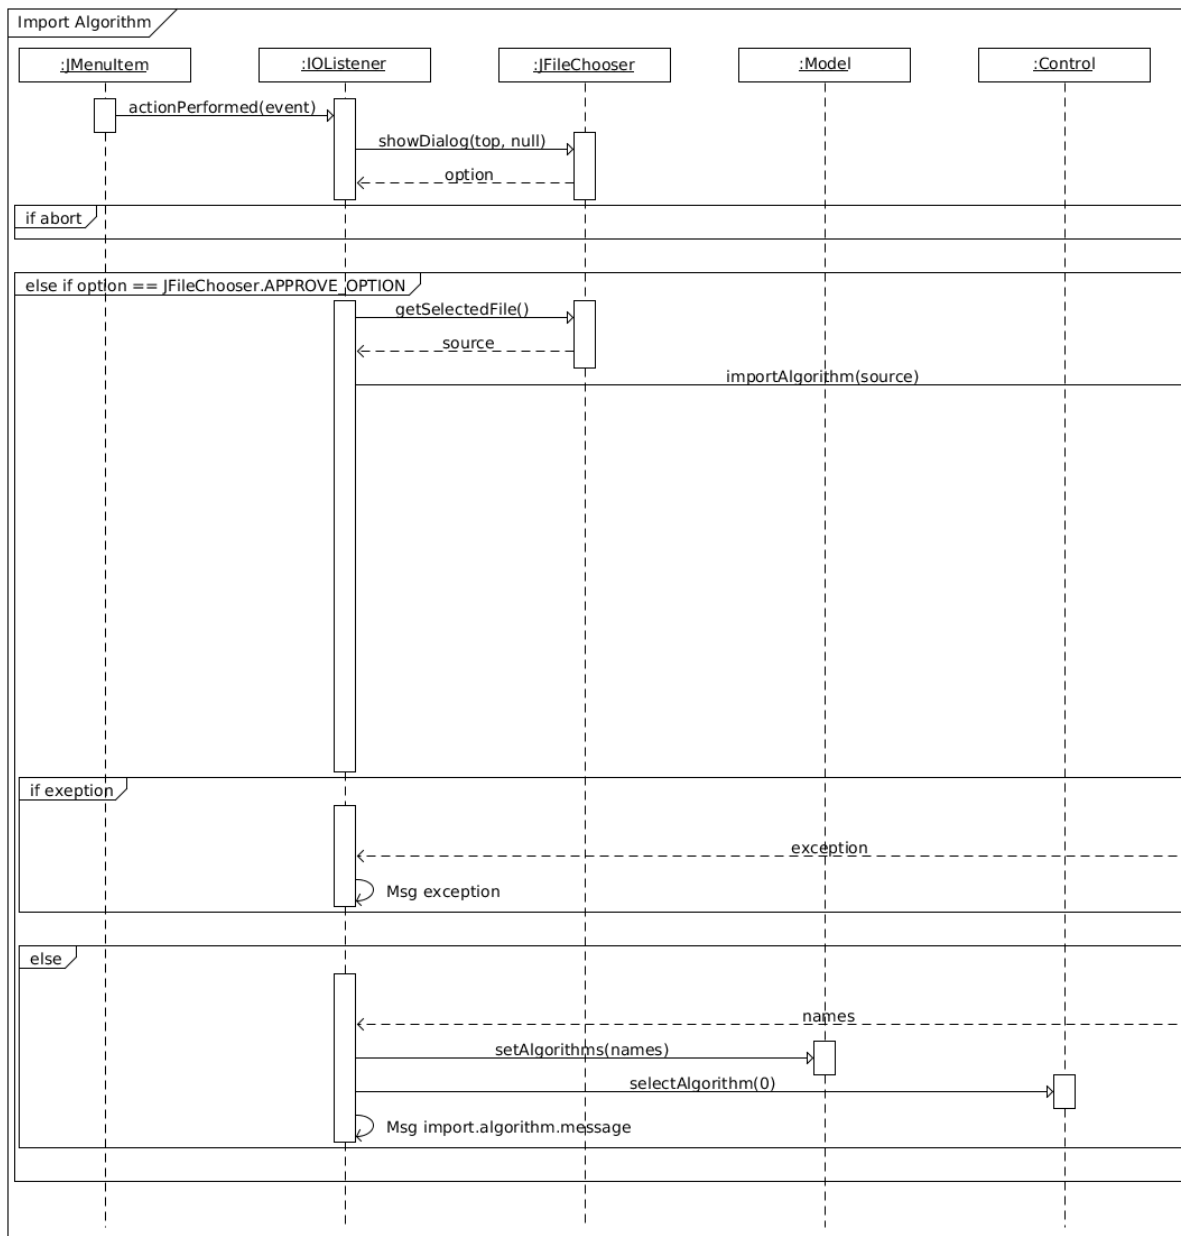 Import Algorithm
:JMenuItem
:IOListener
:JFileChooser
:Model
:Control
actionPerformed(event)
showDialog(top, null)
option
if abort
else if option == JFileChooser.APPROVE_OPTION
getSelectedFile()
source
importAlgorithm(source)
if exeption
exception
Msg exception
else
names
setAlgorithms(names)
selectAlgorithm(0)
Msg import.algorithm.message